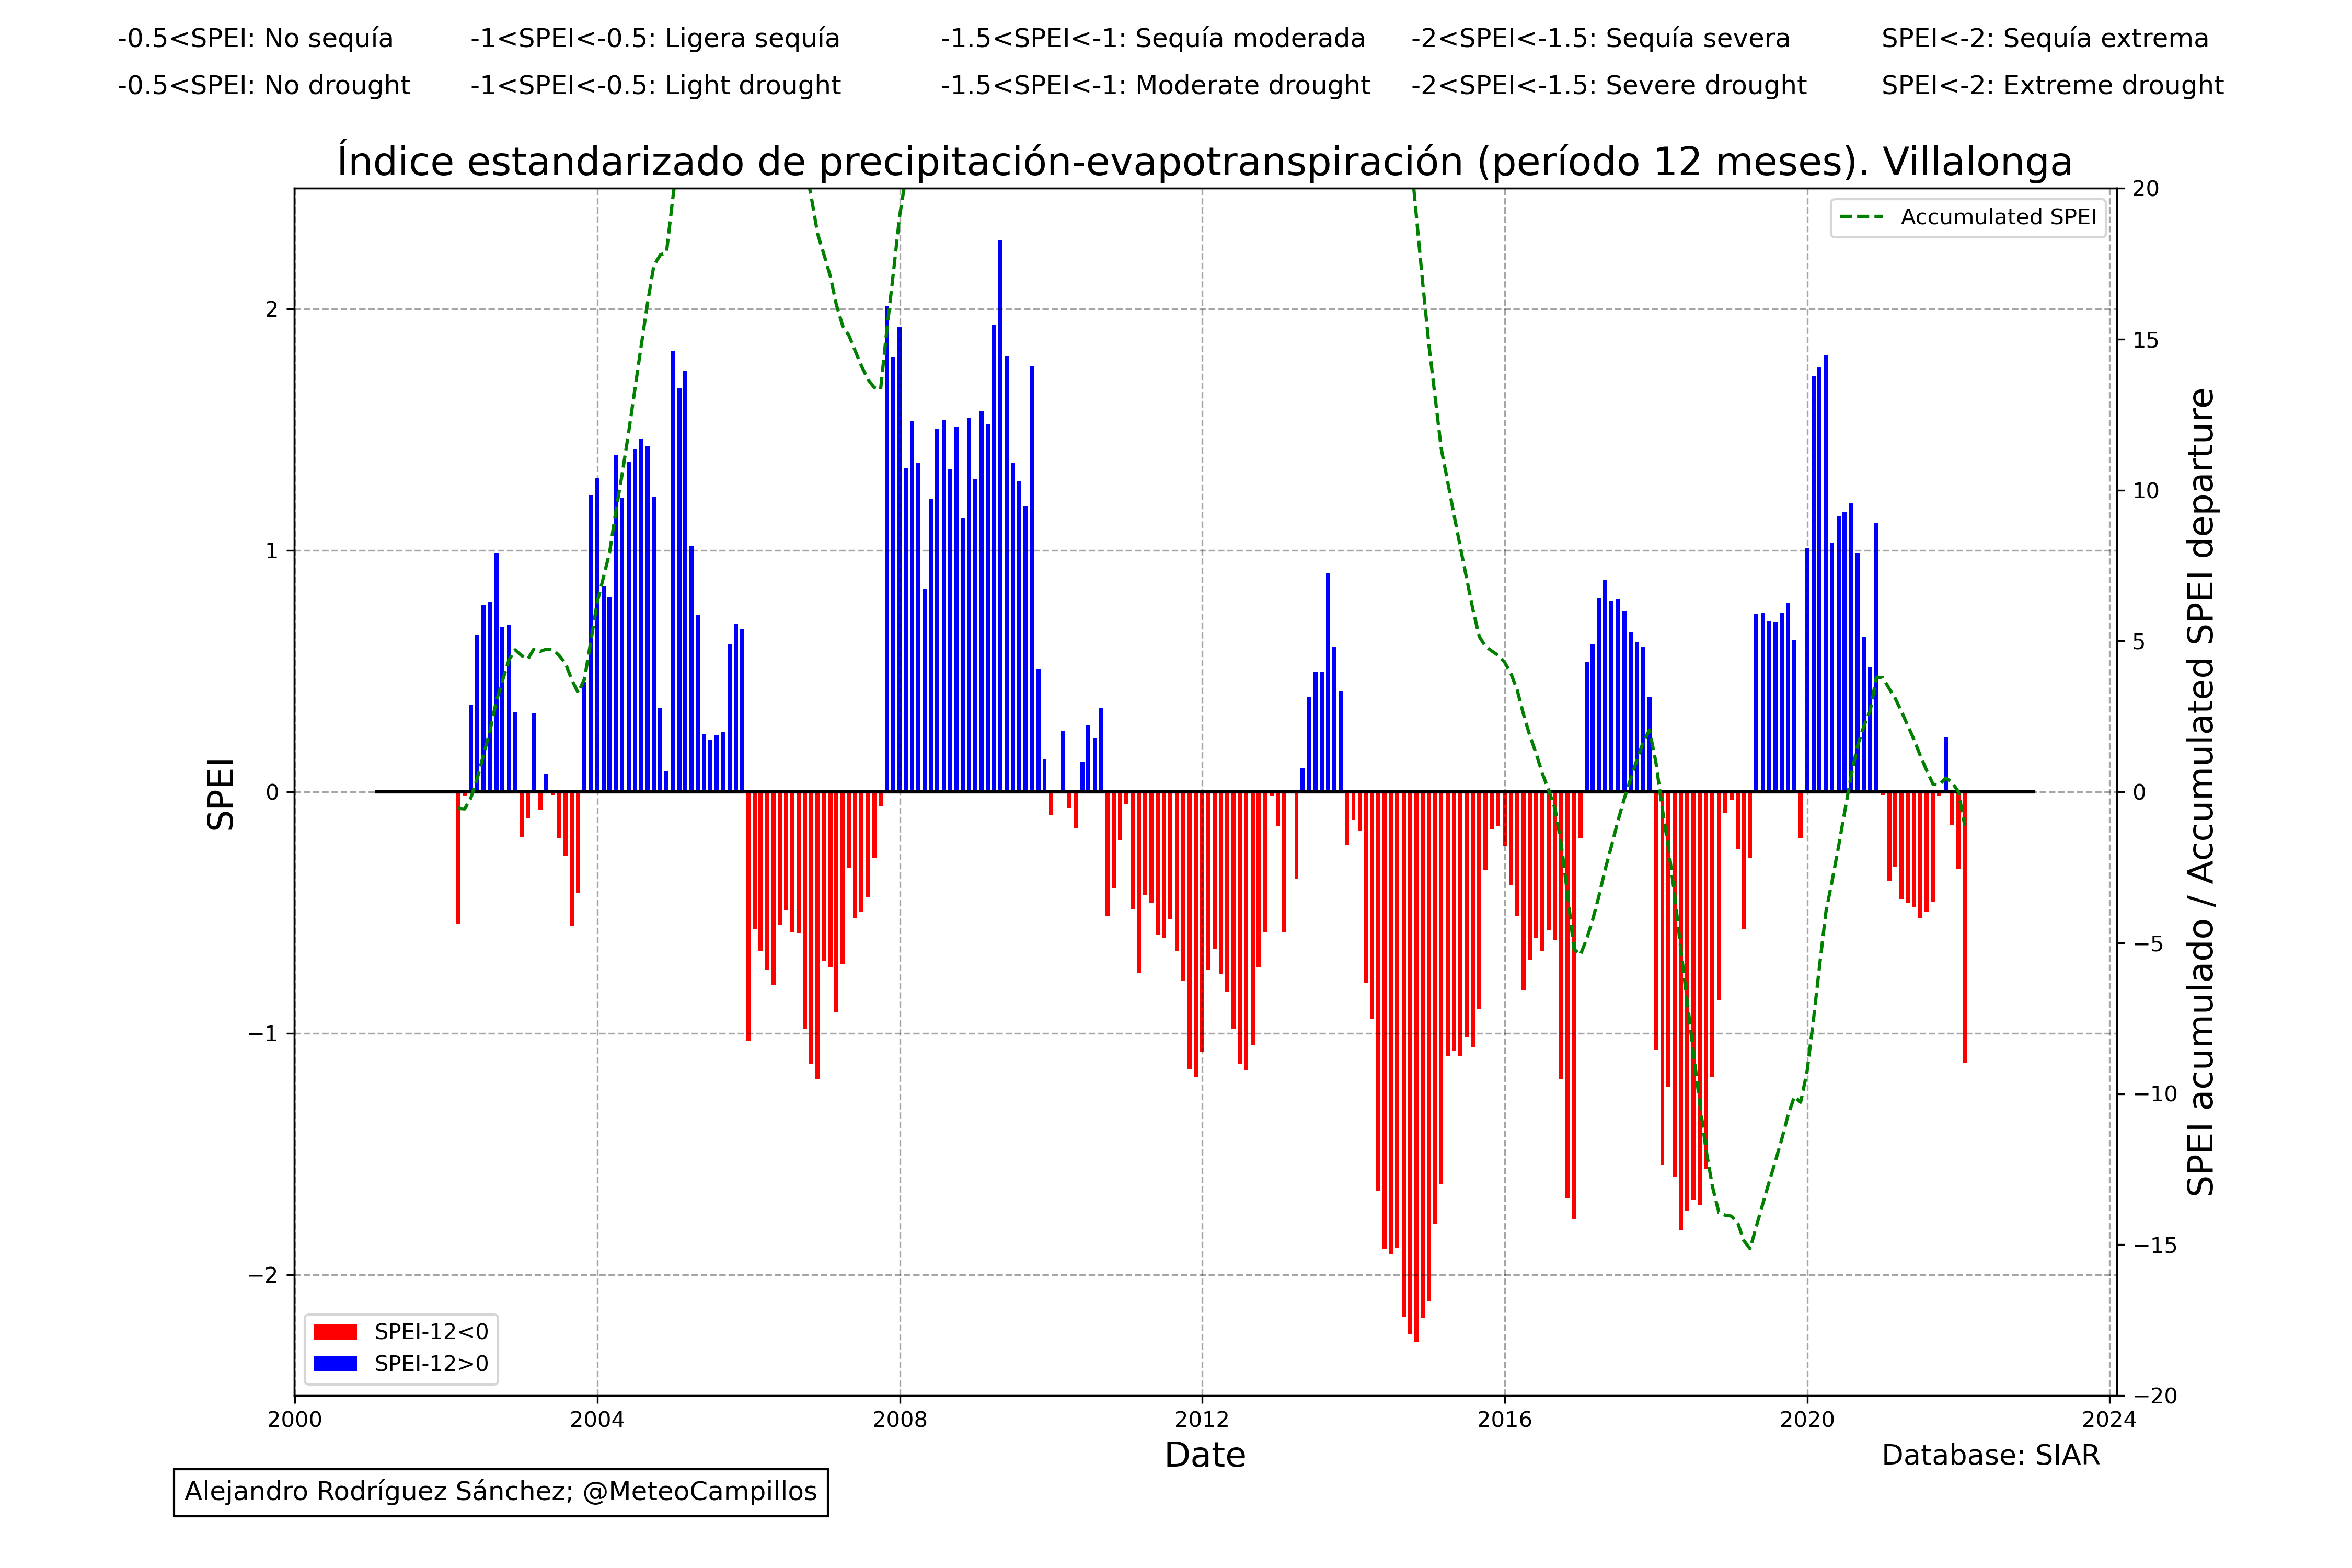 -0.5<SPEI: No sequía -1<SPEI<-0.5: Ligera sequía -1.5<SPEI<-1: Sequía moderada -2<SPEI<-1.5: Sequía severa SPEI<-2: Sequía extrema
-0.5<SPEI: No drought -1<SPEI<-0.5: Light drought -1.5<SPEI<-1: Moderate drought -2<SPEI<-1.5: Severe drought SPEI<-2: Extreme drought
Índice estandarizado de precipitación-evapotranspiración (período 12 meses). Villalonga
Accumulated SPEI
SPEI
2
1
0
−1
−2
20
15
10
5
0
−5
−10
−15
−20
SPEI acumulado / Accumulated SPEI departure
SPEI-12<0
SPEI-12>0
2000 2004 2008 2012 2016 2020 2024
Date
Database: SIAR
Alejandro Rodríguez Sánchez; @MeteoCampillos